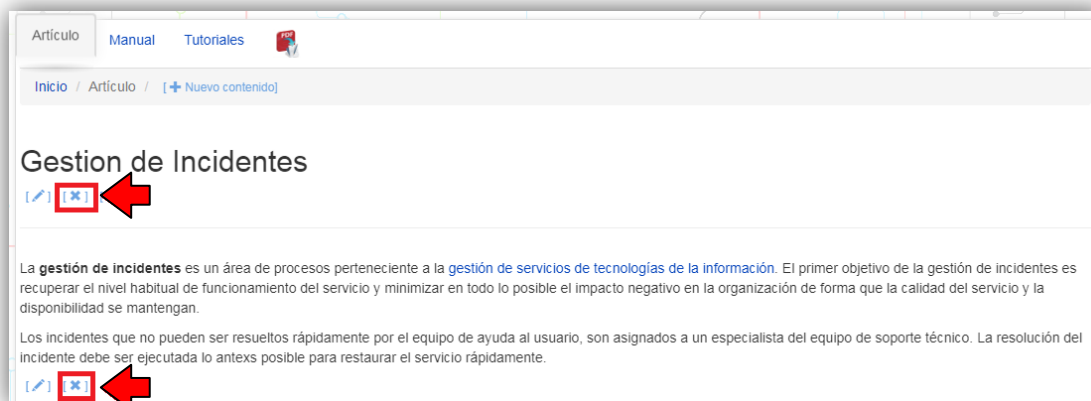 Artículo Manual Tutoriales PDF
Inicio / Artículo / [+ Nuevo contenido]
Gestion de Incidentes
La gestión de incidentes es un área de procesos perteneciente a la gestión de servicios de tecnologías de la información. El primer objetivo de la gestión de incidentes es
recuperar el nivel habitual de funcionamiento del servicio y minimizar en todo lo posible el impacto negativo en la organización de forma que la calidad del servicio y la
disponibilidad se mantengan.
Los incidentes que no pueden ser resueltos rápidamente por el equipo de ayuda al usuario, son asignados a un especialista del equipo de soporte técnico. La resolución del
incidente debe ser ejecutada lo antexs posible para restaurar el servicio rápidamente.